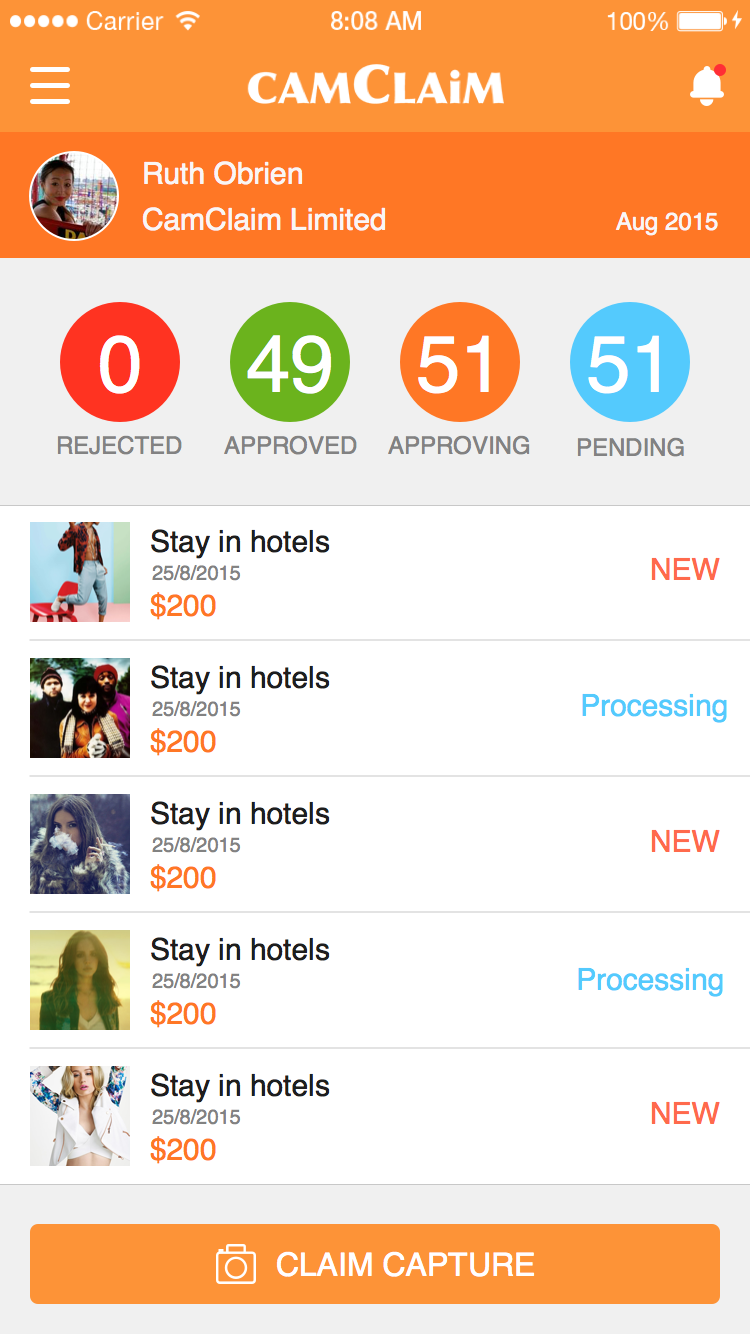 Carrier 8:08 AM 100%
CAMCLAiM
Ruth Obrien
CamClaim Limited
Aug 2015
0 49 51 51
REJECTED APPROVED APPROVING PENDING
Stay in hotels
25/8/2015
$200
NEW
Stay in hotels
25/8/2015
$200
Processing
Stay in hotels
25/8/2015
$200
NEW
Stay in hotels
25/8/2015
$200
Processing
Stay in hotels
25/8/2015
$200
NEW
CLAIM CAPTURE